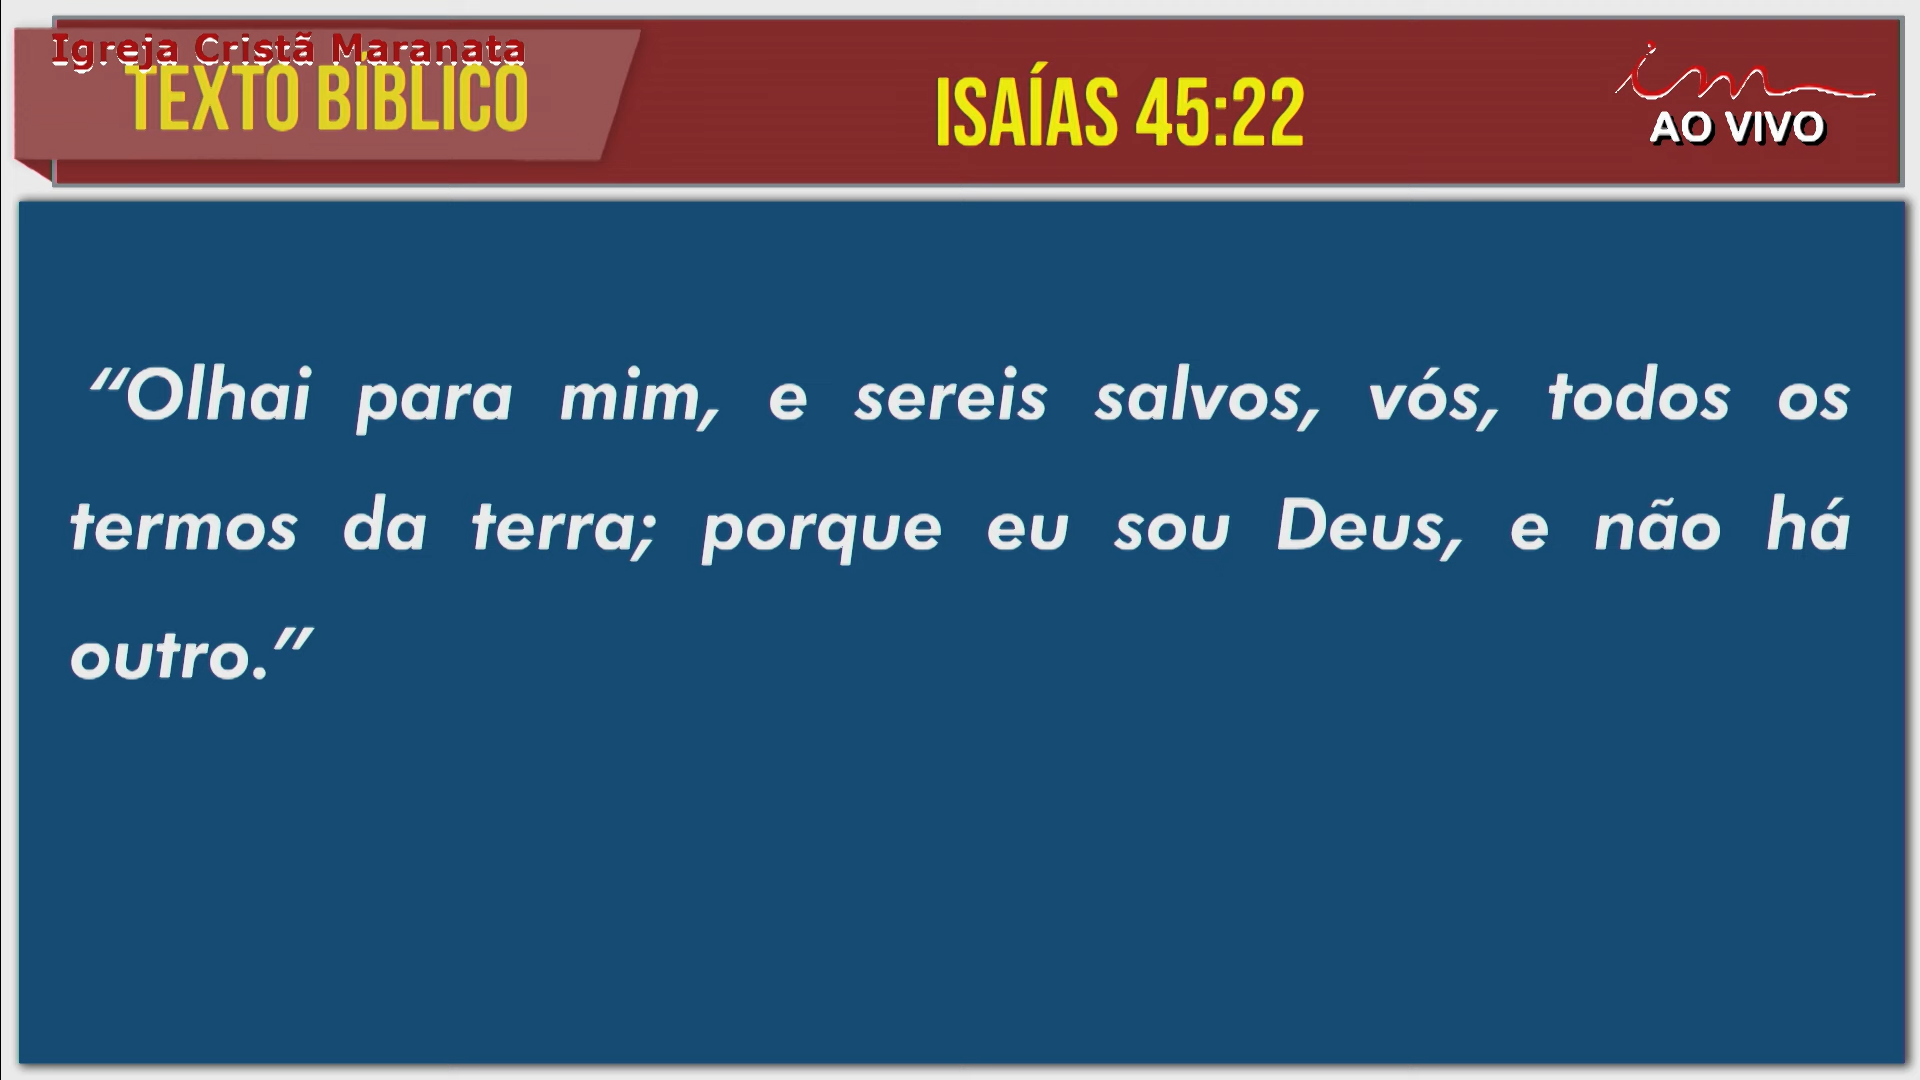 Igreja Cristã Maranata
TEXTO BÍBLICO
ISAÍAS 45:22
im
AO VIVO
“Olhai para mim, e sereis salvos, vós, todos os
termos da terra; porque eu sou Deus, e não há
outro.”